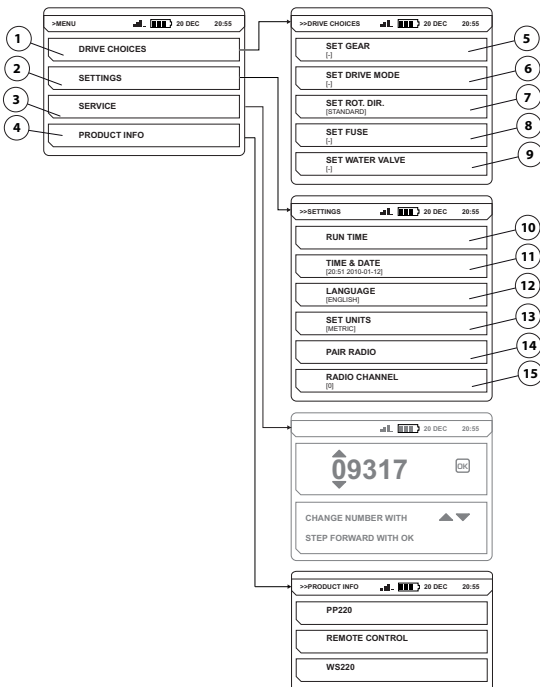 >MENU 20 DEC 20:55
1 DRIVE CHOICES
2 SETTINGS
3 SERVICE
4 PRODUCT INFO
>>DRIVE CHOICES 20 DEC 20:55
SET GEAR 5
[-]
SET DRIVE MODE 6
[-]
SET ROT. DIR. 7
[STANDARD]
SET FUSE 8
[-]
SET WATER VALVE 9
[-]
>>SETTINGS 20 DEC 20:55
RUN TIME 10
TIME & DATE 11
[20:51 2010-01-12]
LANGUAGE 12
[ENGLISH]
SET UNITS 13
[METRIC]
PAIR RADIO 14
RADIO CHANNEL 15
[0]
20 DEC 20:55
09317 OK
CHANGE NUMBER WITH
STEP FORWARD WITH OK
>>PRODUCT INFO 20 DEC 20:55
PP220
REMOTE CONTROL
WS220